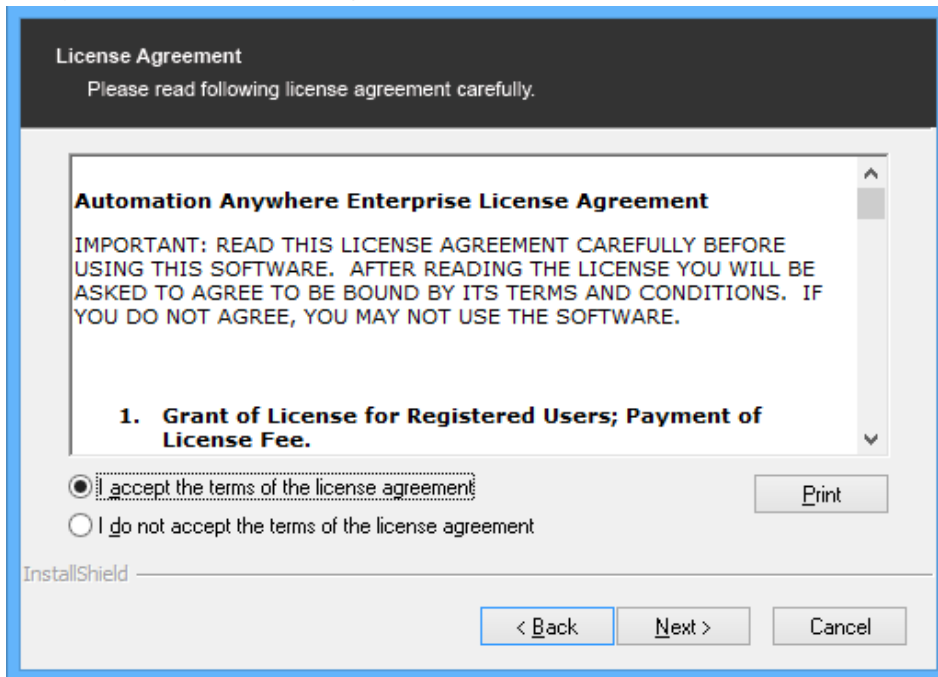 License Agreement
Please read following license agreement carefully.
Automation Anywhere Enterprise License Agreement
IMPORTANT: READ THIS LICENSE AGREEMENT CAREFULLY BEFORE
USING THIS SOFTWARE.  AFTER READING THE LICENSE YOU WILL BE
ASKED TO AGREE TO BE BOUND BY ITS TERMS AND CONDITIONS.  IF
YOU DO NOT AGREE, YOU MAY NOT USE THE SOFTWARE.
1. Grant of License for Registered Users; Payment of
License Fee.
I accept the terms of the license agreement
Print
I do not accept the terms of the license agreement
InstallShield
< Back Next > Cancel